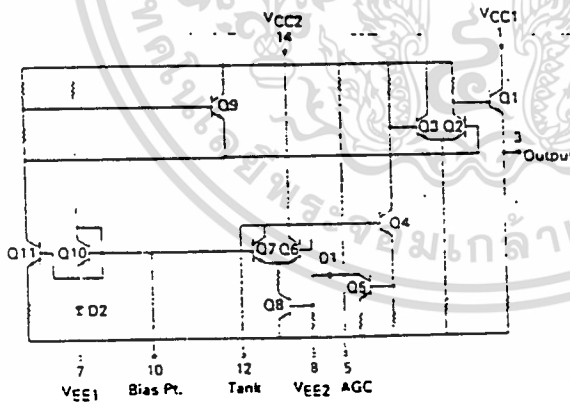 VCC2
14
VCC1
1
Q9
Q3 Q2
Q1
3
Output
Q4
Q11
Q10
Q7 Q6
D1
Q5
Q8
D2
7
10
12
8
5
VEE1
Bias Pt.
Tank
VEE2
AGC